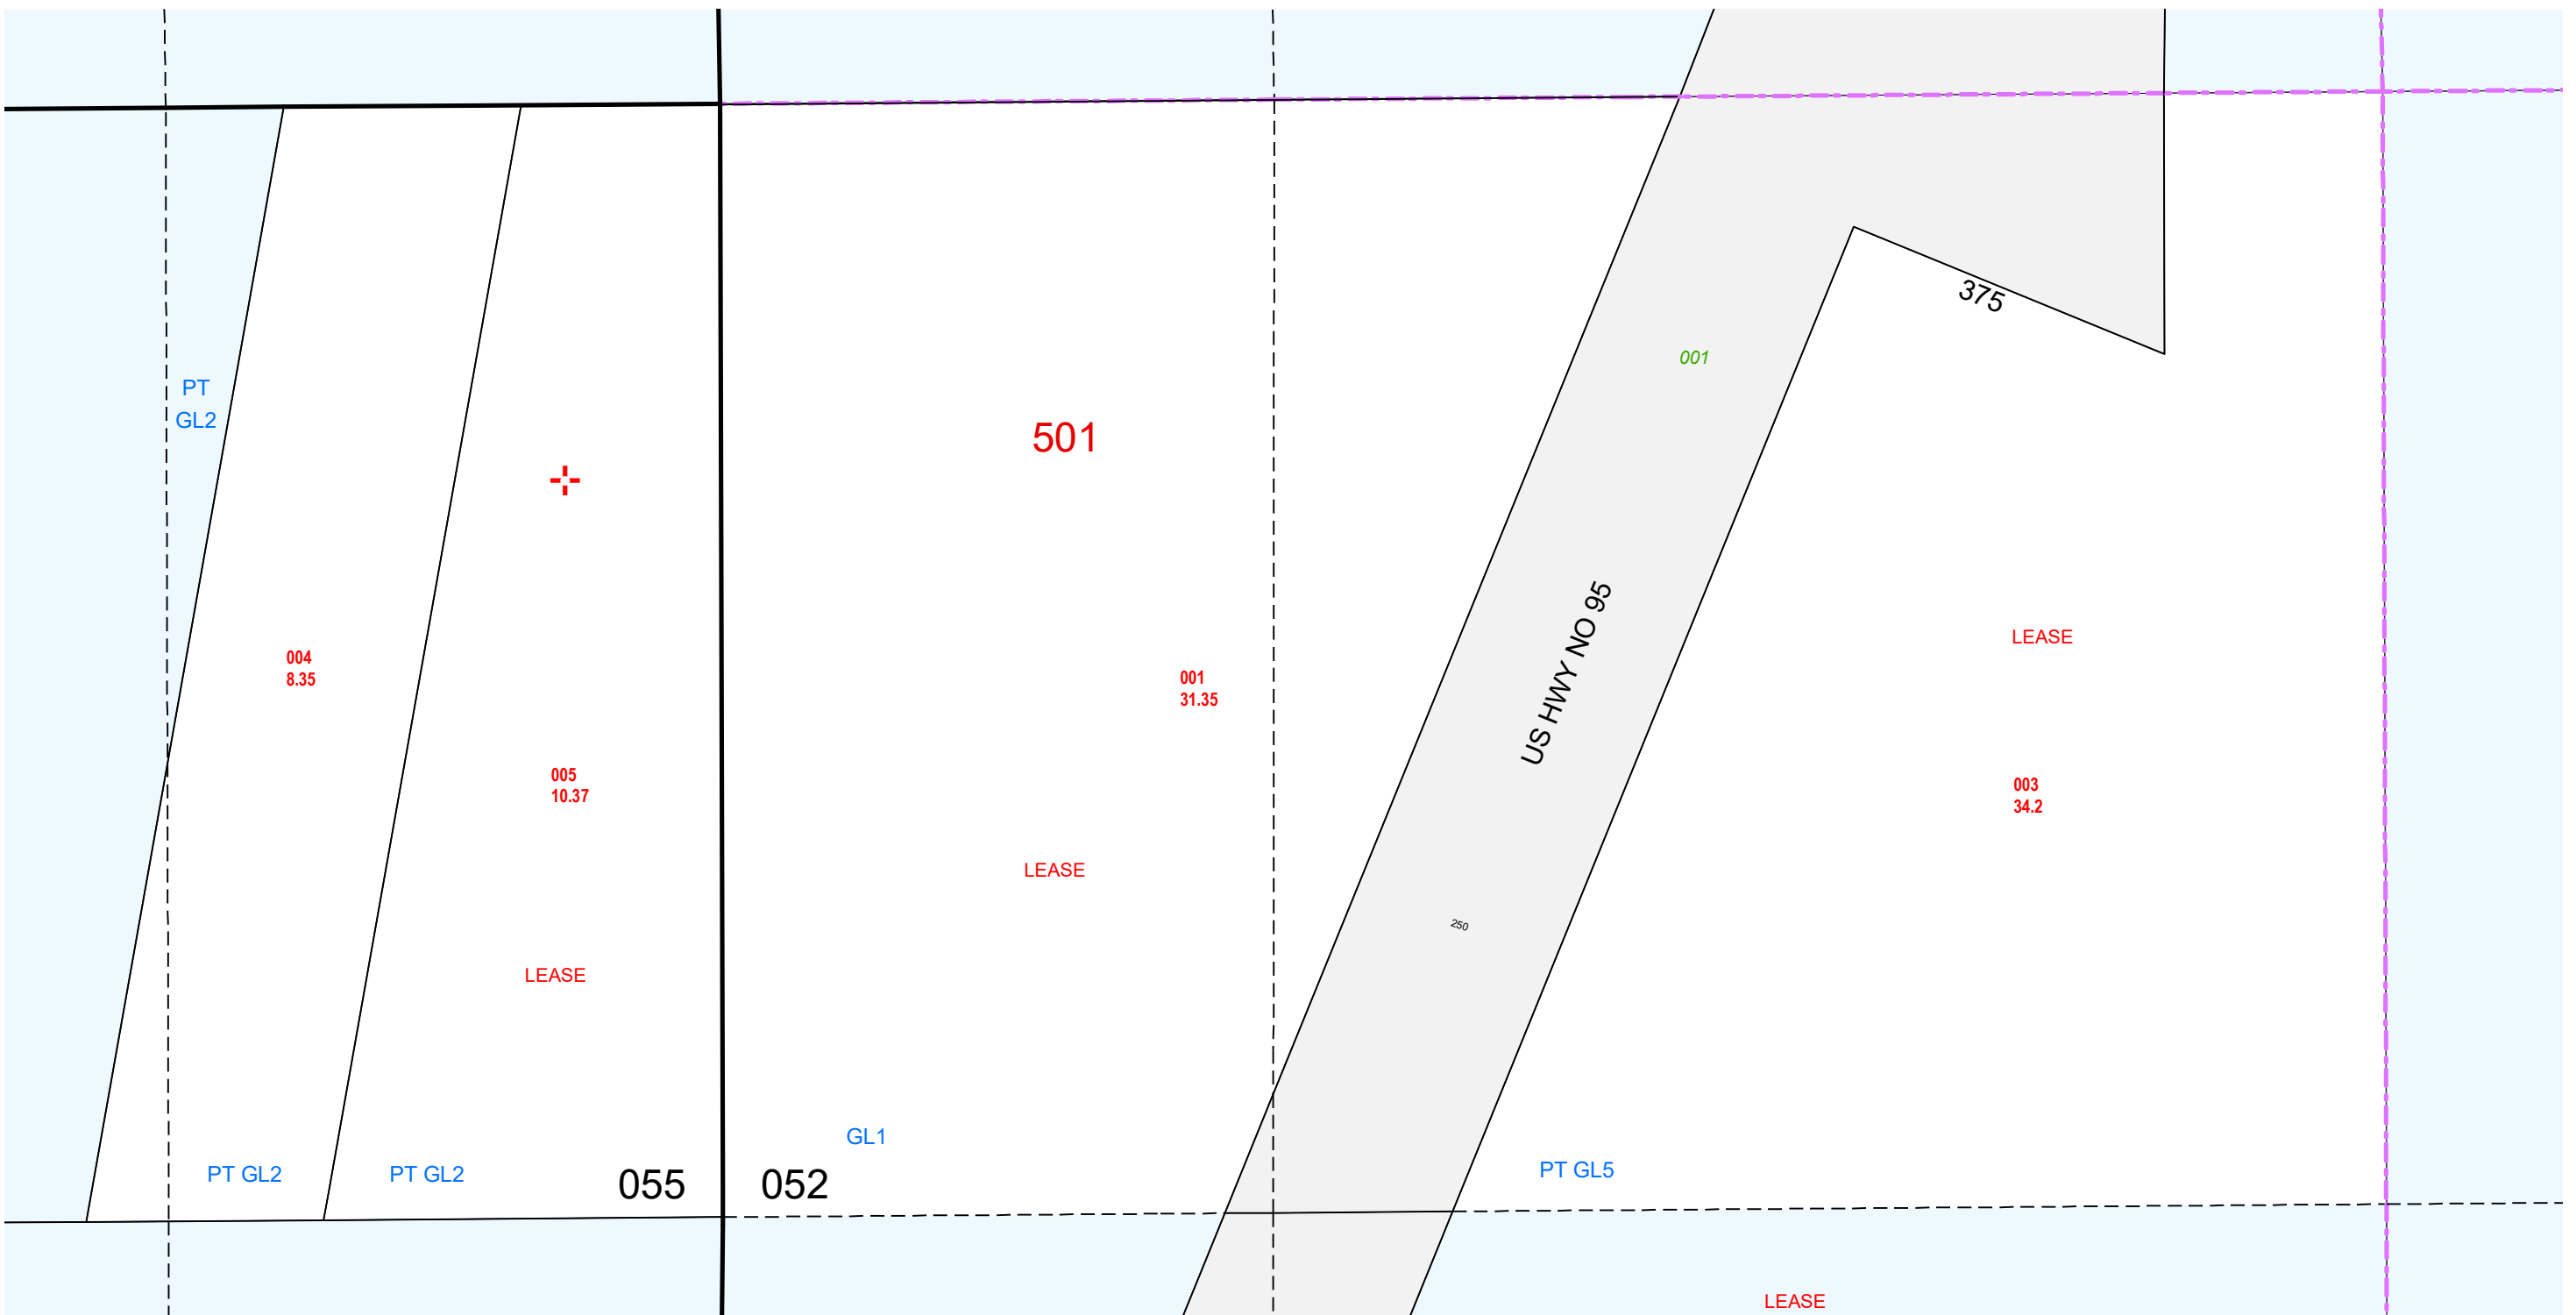 375
001
PT
GL2
501
US HWY NO 95
LEASE
004
8.35
001
31.35
005
10.37
003
34.2
LEASE
250
LEASE
GL1
PT GL2
PT GL2
055
052
PT GL5
LEASE